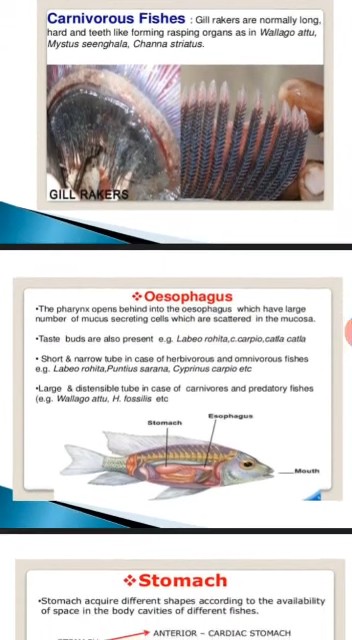 Carnivorous Fishes : Gill rakers are normally long,
hard and teeth like forming rasping organs as in Wallago attu,
Mystus seenghala, Channa striatus.
GILL RAKERS
❖Oesophagus
•The pharynx opens behind into the oesophagus which have large
number of mucus secreting cells which are scattered in the mucosa.
•Taste buds are also present e.g. Labeo rohita,c.carpio,catla catla
• Short & narrow tube in case of herbivorous and omnivorous fishes
e.g. Labeo rohita,Puntius sarana, Cyprinus carpio etc
•Large & distensible tube in case of carnivores and predatory fishes
(e.g. Wallago attu, H. fossilis etc
Esophagus
Stomach
Mouth
❖Stomach
•Stomach acquire different shapes according to the availability
of space in the body cavities of different fishes.
ANTERIOR – CARDIAC STOMACH